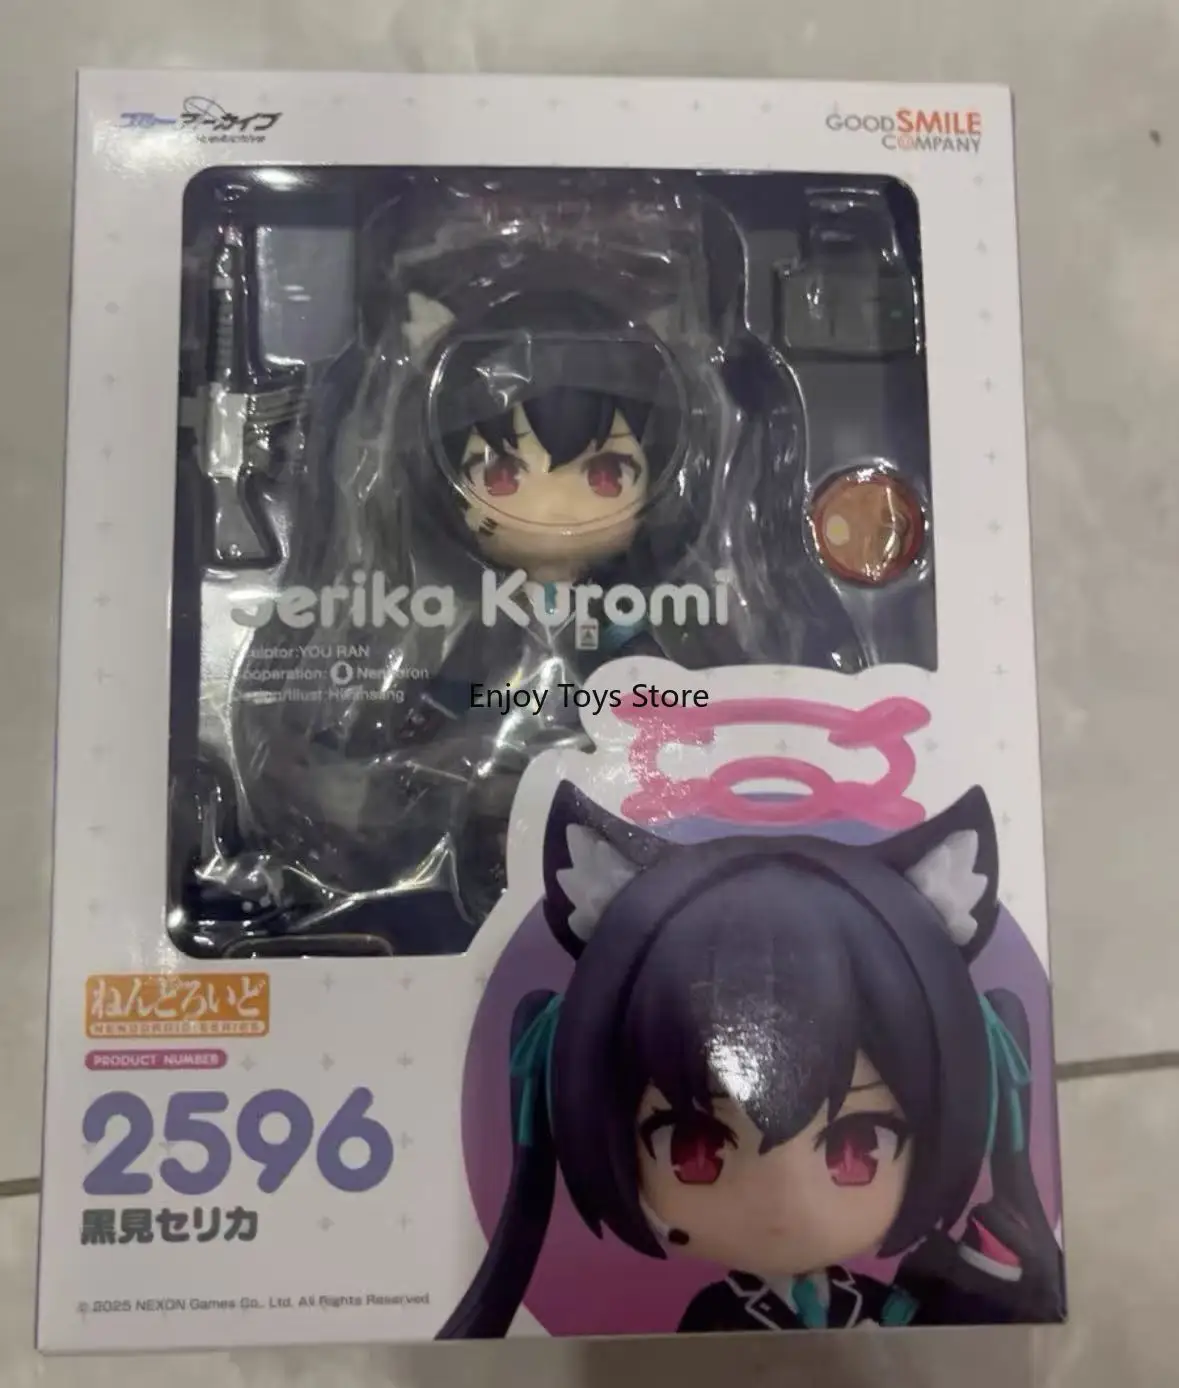 ブルーアーカイブ
GOOD SMILE
COMPANY
Serika Kuromi
Sculptor:YOU RAN
Cooperation: Nendoron
Enjoy Toys Store
ねんどろいど
NENDOROID SERIES
PRODUCT NUMBER
2596
黒見セリカ
© 2025 NEXON Games Co., Ltd. All Rights Reserved